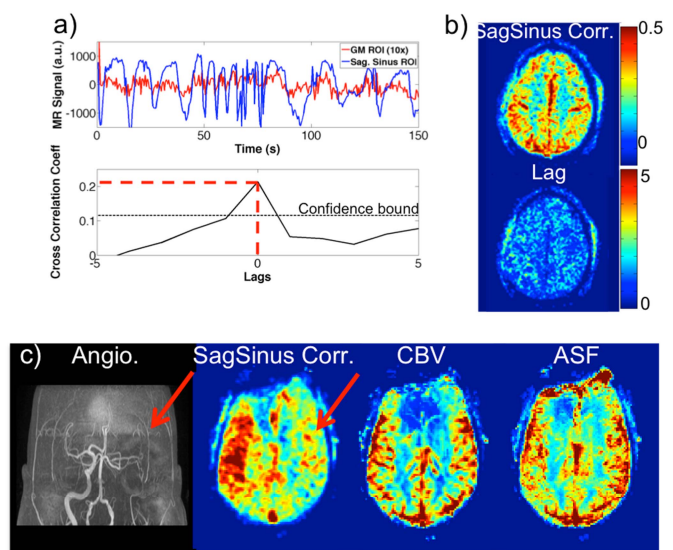 a)
1000
0
-1000
MR Signal (a.u.)
GM ROI (10x)
Sag. Sinus ROI
0 50 100 150
Time (s)
0.2
0.1
0
Cross Correlation Coeff
Confidence bound
-5 0 5
Lags
b)
SagSinus Corr.
0.5
0
Lag
5
0
c) Angio. SagSinus Corr. CBV ASF